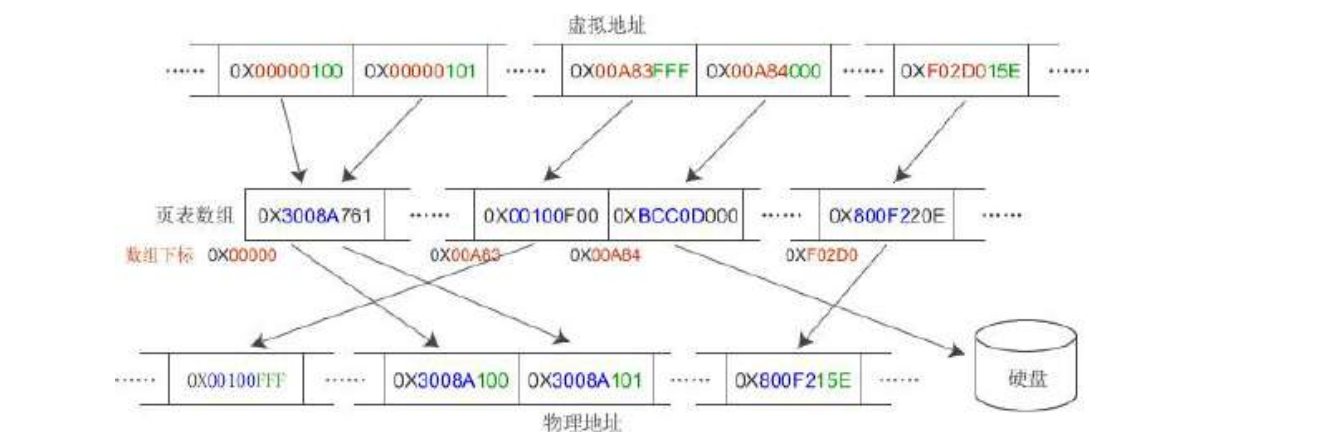 虚拟地址
…… 0X00000100 0X00000101 …… 0X00A83FFF 0X00A84000 …… 0XF02D015E ……
页表数组 0X3008A761 …… 0X00100F00 0XBCC0D000 …… 0X800F220E ……
数组下标 0X00000 0X00A83 0X00A84 0XF02D0
…… 0X00100FFF …… 0X3008A100 0X3008A101 …… 0X800F215E …… 硬盘
物理地址